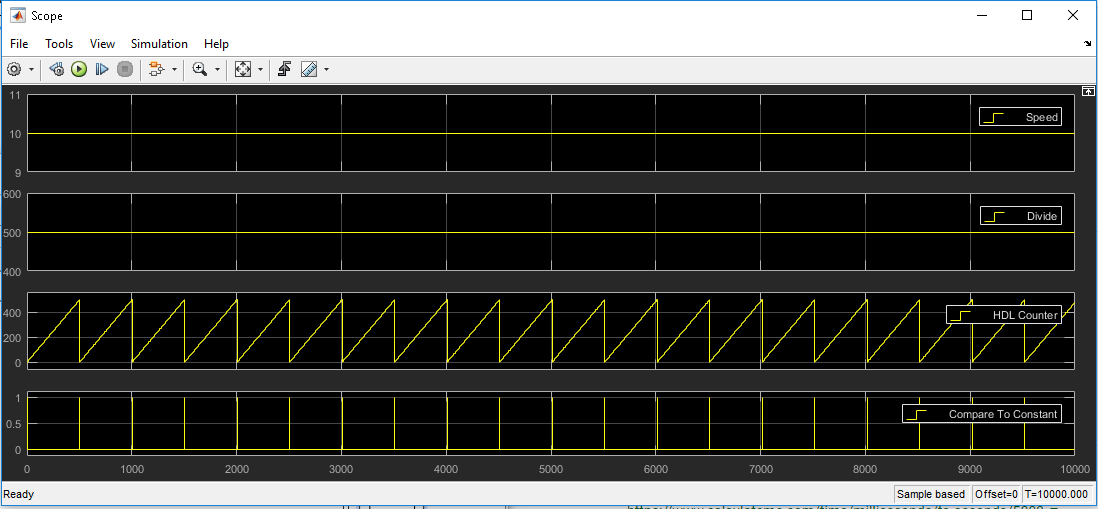 Scope
File Tools View Simulation Help
11
10
9
Speed
600
500
400
Divide
400
200
0
HDL Counter
1
0.5
0
Compare To Constant
0 1000 2000 3000 4000 5000 6000 7000 8000 9000 10000
Ready
Sample based Offset=0 T=10000.000